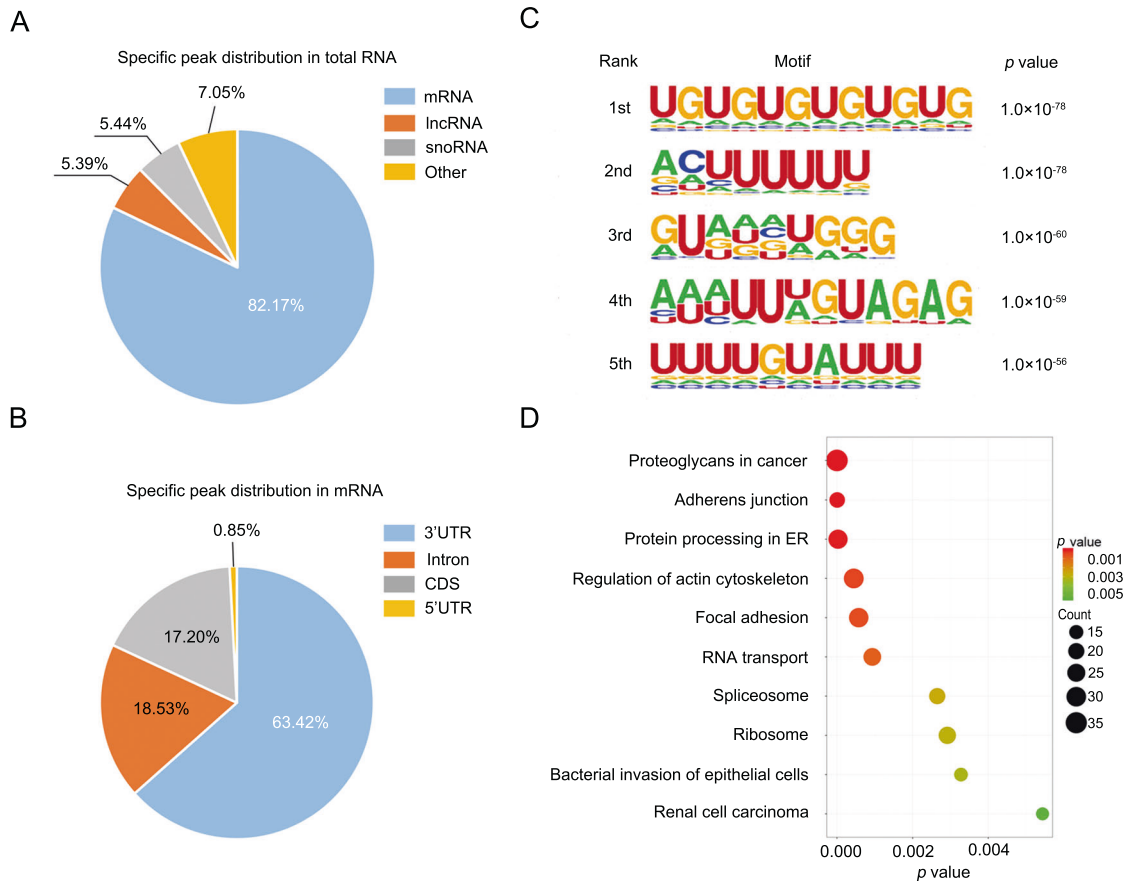 A
Specific peak distribution in total RNA
7.05%
5.44%
5.39%
82.17%
mRNA
lncRNA
snoRNA
Other
B
Specific peak distribution in mRNA
0.85%
17.20%
18.53%
63.42%
3'UTR
Intron
CDS
5'UTR
C
Rank Motif p value
1st UGUGUGUGUGUG 1.0×10-78
2nd ACUUUUUU 1.0×10-78
3rd GUAAAUGGG 1.0×10-60
4th AAAUUUGUAGAG 1.0×10-59
5th UUUUGUAUUU 1.0×10-56
D
Proteoglycans in cancer
Adherens junction
Protein processing in ER
Regulation of actin cytoskeleton
Focal adhesion
RNA transport
Spliceosome
Ribosome
Bacterial invasion of epithelial cells
Renal cell carcinoma
0.000 0.002 0.004
p value
p value
0.001
0.003
0.005
Count
15
20
25
30
35